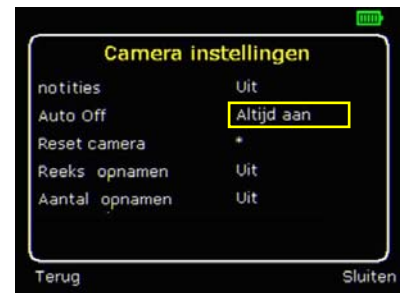 Camera instellingen
notities Uit
Auto Off Altijd aan
Reset camera *
Reeks opnamen Uit
Aantal opnamen Uit
Terug Sluiten